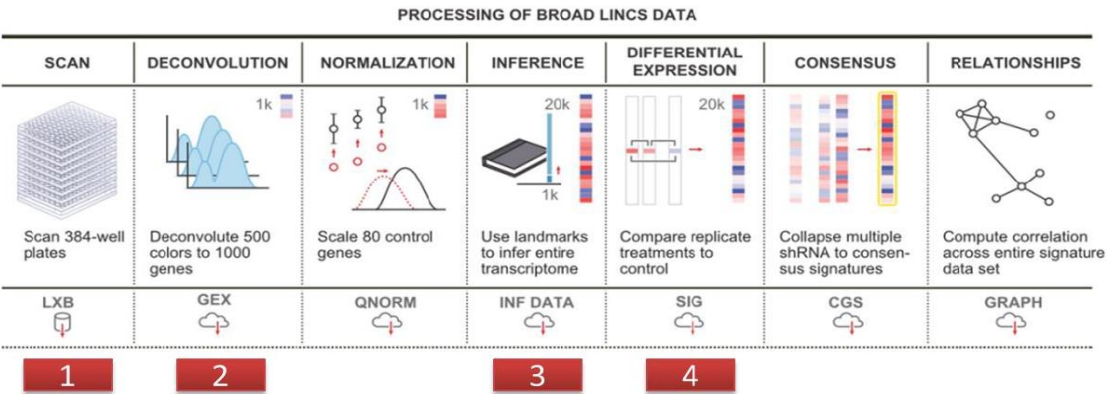 PROCESSING OF BROAD LINCS DATA
SCAN
DECONVOLUTION
NORMALIZATION
INFERENCE
DIFFERENTIAL
EXPRESSION
CONSENSUS
RELATIONSHIPS
1k
1k
20k
1k
20k
Scan 384-well
plates
Deconvolute 500
colors to 1000
genes
Scale 80 control
genes
Use landmarks
to infer entire
transcriptome
Compare replicate
treatments to
control
Collapse multiple
shRNA to consen-
sus signatures
Compute correlation
across entire signature
data set
LXB
GEX
QNORM
INF DATA
SIG
CGS
GRAPH
1
2
3
4